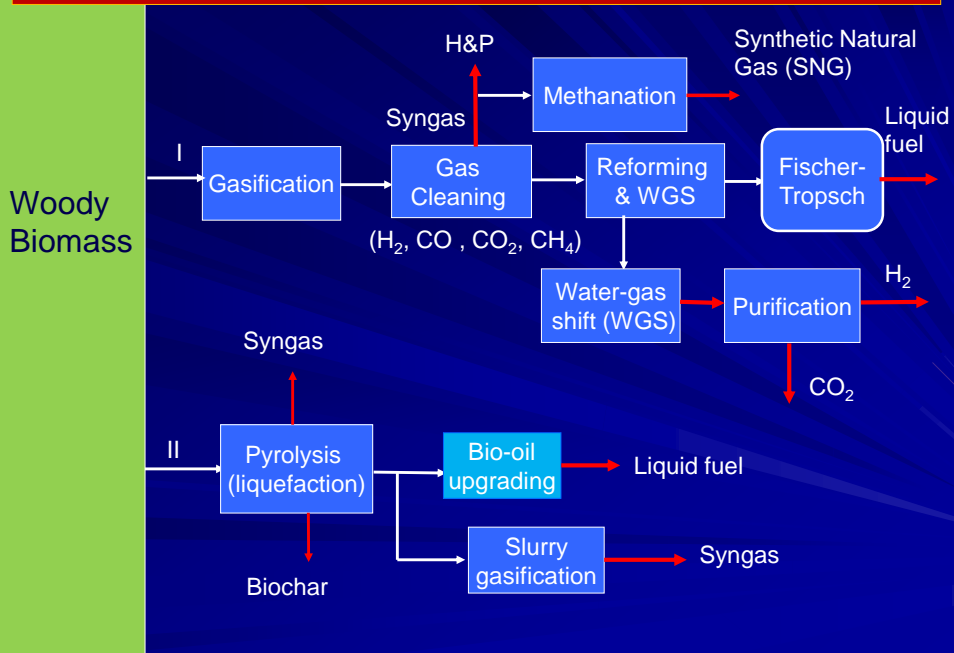 Woody
Biomass
H&P
Synthetic Natural
Gas (SNG)
Methanation
Syngas
Liquid
fuel
I
Gasification
Gas
Cleaning
Reforming
& WGS
Fischer-
Tropsch
(H₂, CO , CO₂, CH₄)
Water-gas
shift (WGS)
Purification
H₂
CO₂
Syngas
II
Pyrolysis
(liquefaction)
Bio-oil
upgrading
Liquid fuel
Slurry
gasification
Syngas
Biochar